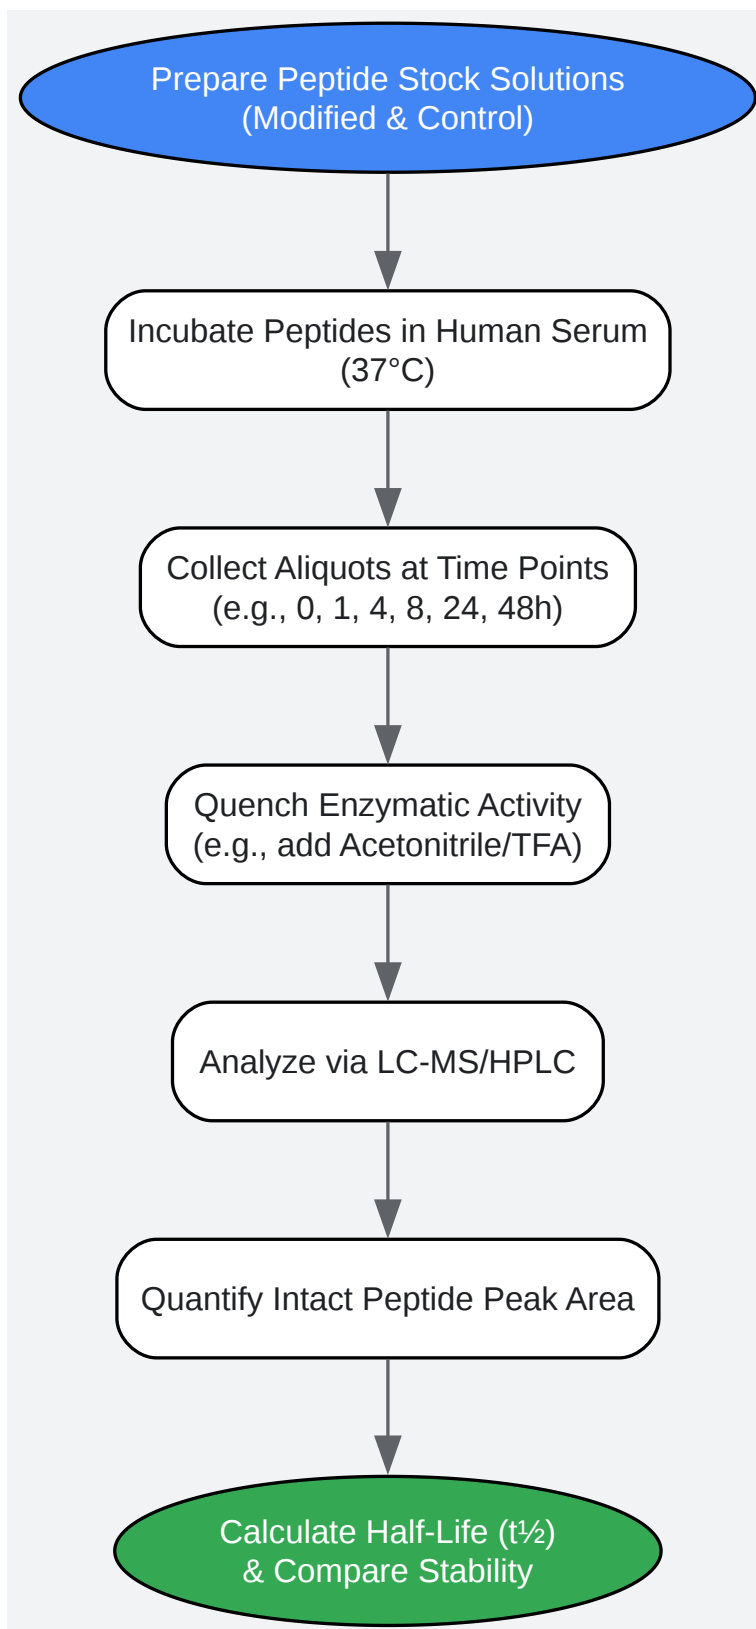 Prepare Peptide Stock Solutions
(Modified & Control)
Incubate Peptides in Human Serum
(37°C)
Collect Aliquots at Time Points
(e.g., 0, 1, 4, 8, 24, 48h)
Quench Enzymatic Activity
(e.g., add Acetonitrile/TFA)
Analyze via LC-MS/HPLC
Quantify Intact Peptide Peak Area
Calculate Half-Life (t½)
& Compare Stability